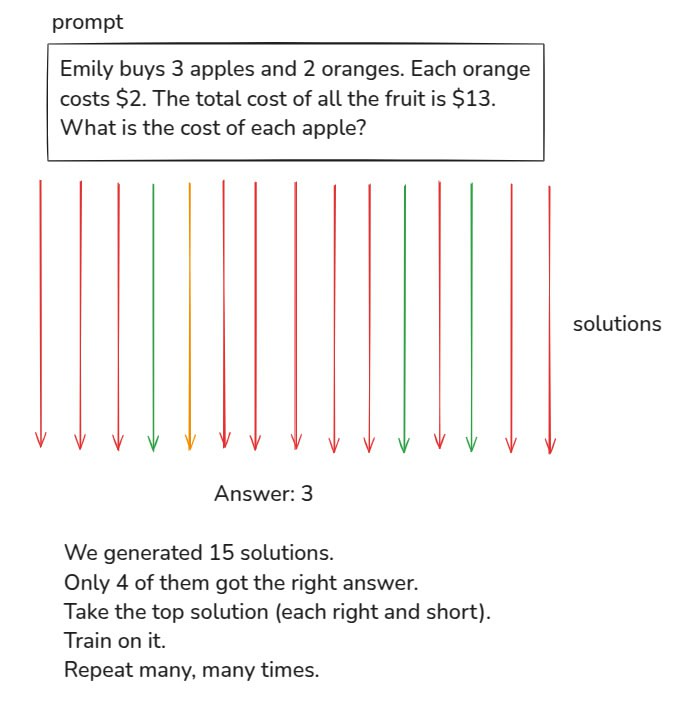 prompt
Emily buys 3 apples and 2 oranges. Each orange
costs $2. The total cost of all the fruit is $13.
What is the cost of each apple?
solutions
Answer: 3
We generated 15 solutions.
Only 4 of them got the right answer.
Take the top solution (each right and short).
Train on it.
Repeat many, many times.